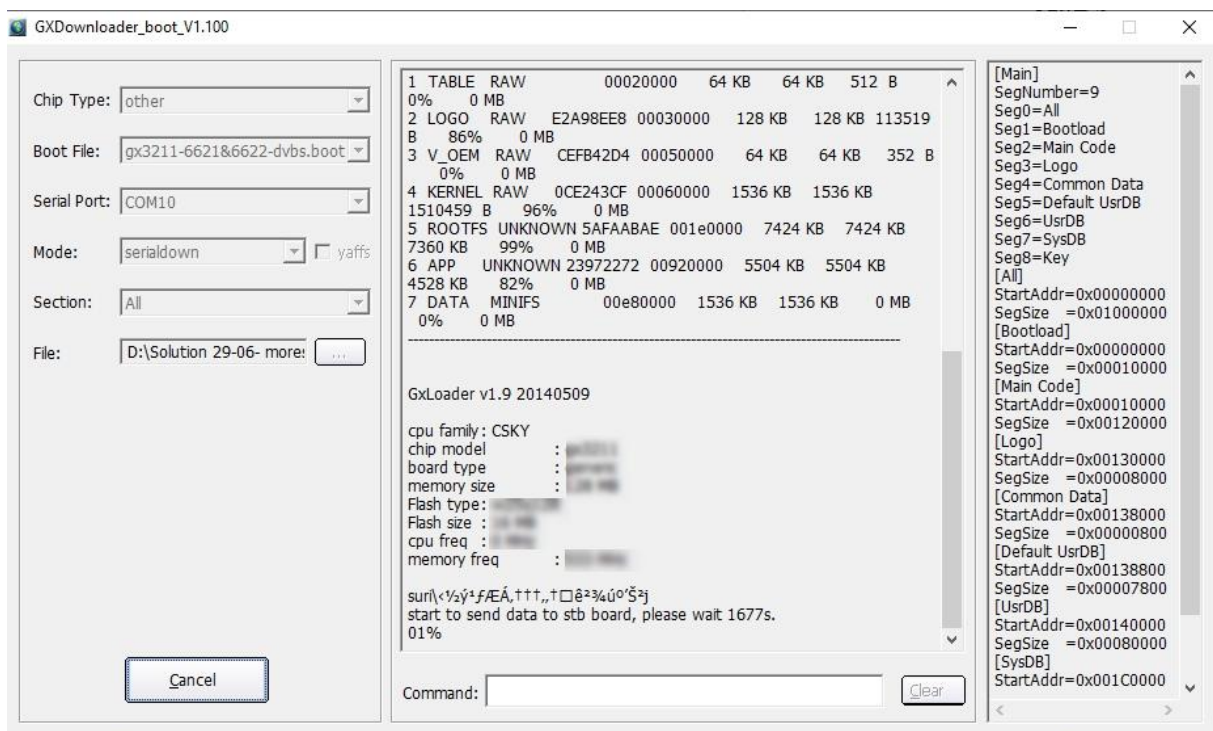 GXDownloader_boot_V1.100
Chip Type: other
Boot File: gx3211-6621&6622-dvbs.boot
Serial Port: COM10
Mode: serialdown yaffs
Section: All
File: D:\Solution 29-06- more: ...
Cancel
1 TABLE RAW 00020000 64 KB 64 KB 512 B
0% 0 MB
2 LOGO RAW E2A98EE8 00030000 128 KB 128 KB 113519
B 86% 0 MB
3 V_OEM RAW CEFB42D4 00050000 64 KB 64 KB 352 B
0% 0 MB
4 KERNEL RAW 0CE243CF 00060000 1536 KB 1536 KB
1510459 B 96% 0 MB
5 ROOTFS UNKNOWN 5AFAABAE 001e0000 7424 KB 7424 KB
7360 KB 99% 0 MB
6 APP UNKNOWN 23972272 00920000 5504 KB 5504 KB
4528 KB 82% 0 MB
7 DATA MINIFS 00e80000 1536 KB 1536 KB 0 MB
0% 0 MB
GxLoader v1.9 20140509
cpu family : CSKY
chip model :
board type :
memory size :
Flash type :
Flash size :
cpu freq :
memory freq :
start to send data to stb board, please wait 1677s.
01%
Command:
Clear
[Main]
SegNumber=9
Seg0=All
Seg1=Bootload
Seg2=Main Code
Seg3=Logo
Seg4=Common Data
Seg5=Default UsrDB
Seg6=UsrDB
Seg7=SysDB
Seg8=Key
[All]
StartAddr=0x00000000
SegSize =0x01000000
[Bootload]
StartAddr=0x00000000
SegSize =0x00010000
[Main Code]
StartAddr=0x00010000
SegSize =0x00120000
[Logo]
StartAddr=0x00130000
SegSize =0x00008000
[Common Data]
StartAddr=0x00138000
SegSize =0x00000800
[Default UsrDB]
StartAddr=0x00138800
SegSize =0x00007800
[UsrDB]
StartAddr=0x00140000
SegSize =0x00080000
[SysDB]
StartAddr=0x001C0000